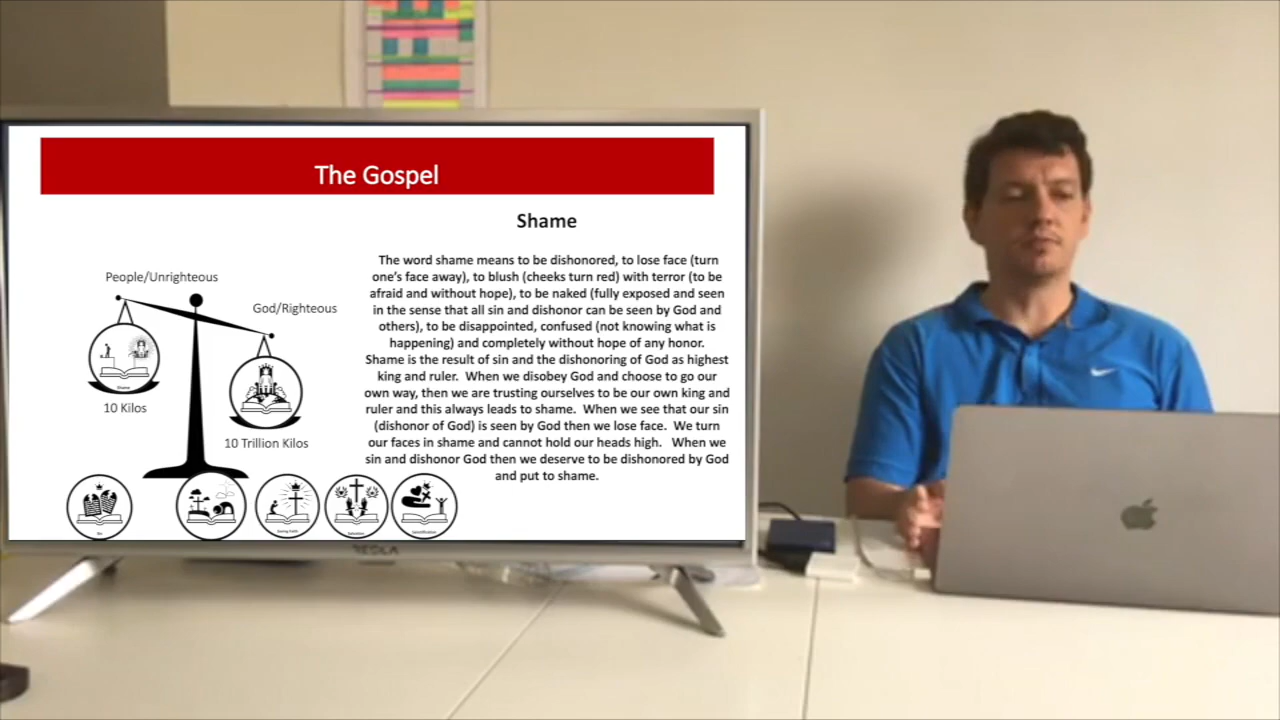 The Gospel
Shame
The word shame means to be dishonored, to lose face (turn
one's face away), to blush (cheeks turn red) with terror (to be
afraid and without hope), to be naked (fully exposed and seen
in the sense that all sin and dishonor can be seen by God and
others), to be disappointed, confused (not knowing what is
happening) and completely without hope of any honor.
Shame is the result of sin and the dishonoring of God as highest
king and ruler. When we disobey God and choose to go our
own way, then we are trusting ourselves to be our own king and
ruler and this always leads to shame. When we see that our sin
(dishonor of God) is seen by God then we lose face. We turn
our faces in shame and cannot hold our heads high. When we
sin and dishonor God then we deserve to be dishonored by God
and put to shame.
People/Unrighteous
God/Righteous
Shame
10 Kilos
10 Trillion Kilos
TESLA